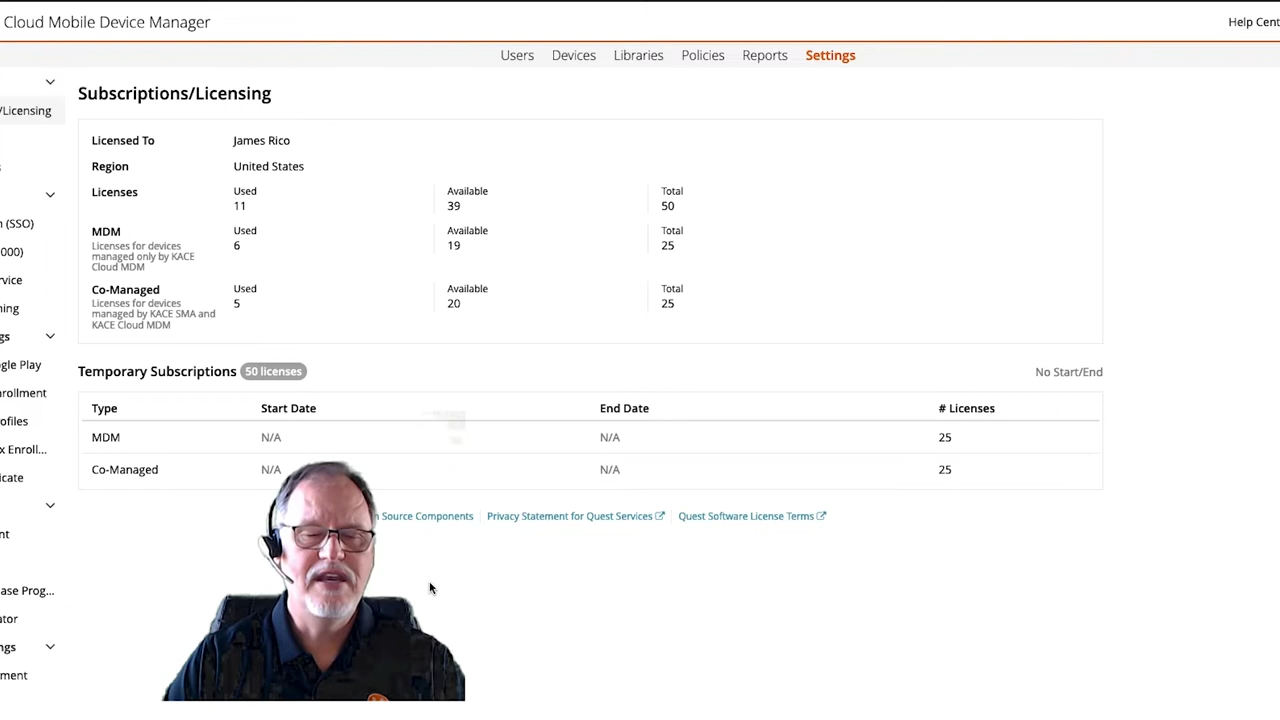 Cloud Mobile Device Manager
Help Cent
Users Devices Libraries Policies Reports Settings
/Licensing
n (SSO)
000)
rvice
ning
gs
gle Play
nrollment
ofiles
x Enroll...
icate
nt
ase Prog...
ator
ngs
ment
Subscriptions/Licensing
Licensed To James Rico
Region United States
Licenses Used Available Total
11 39 50
MDM Used Available Total
Licenses for devices 6 19 25
managed only by KACE
Cloud MDM
Co-Managed Used Available Total
Licenses for devices 5 20 25
managed by KACE SMA and
KACE Cloud MDM
Temporary Subscriptions 50 licenses No Start/End
Type Start Date End Date # Licenses
MDM N/A N/A 25
Co-Managed N/A N/A 25
n Source Components Privacy Statement for Quest Services Quest Software License Terms